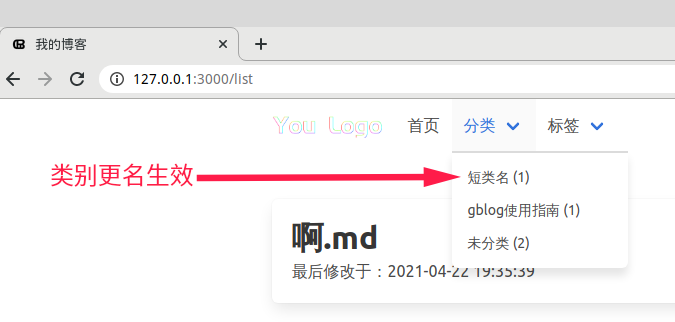 我的博客
127.0.0.1:3000/list
You Logo 首页 分类 标签
类别更名生效
短类名 (1)
gblog使用指南 (1)
未分类 (2)
啊.md
最后修改于：2021-04-22 19:35:39